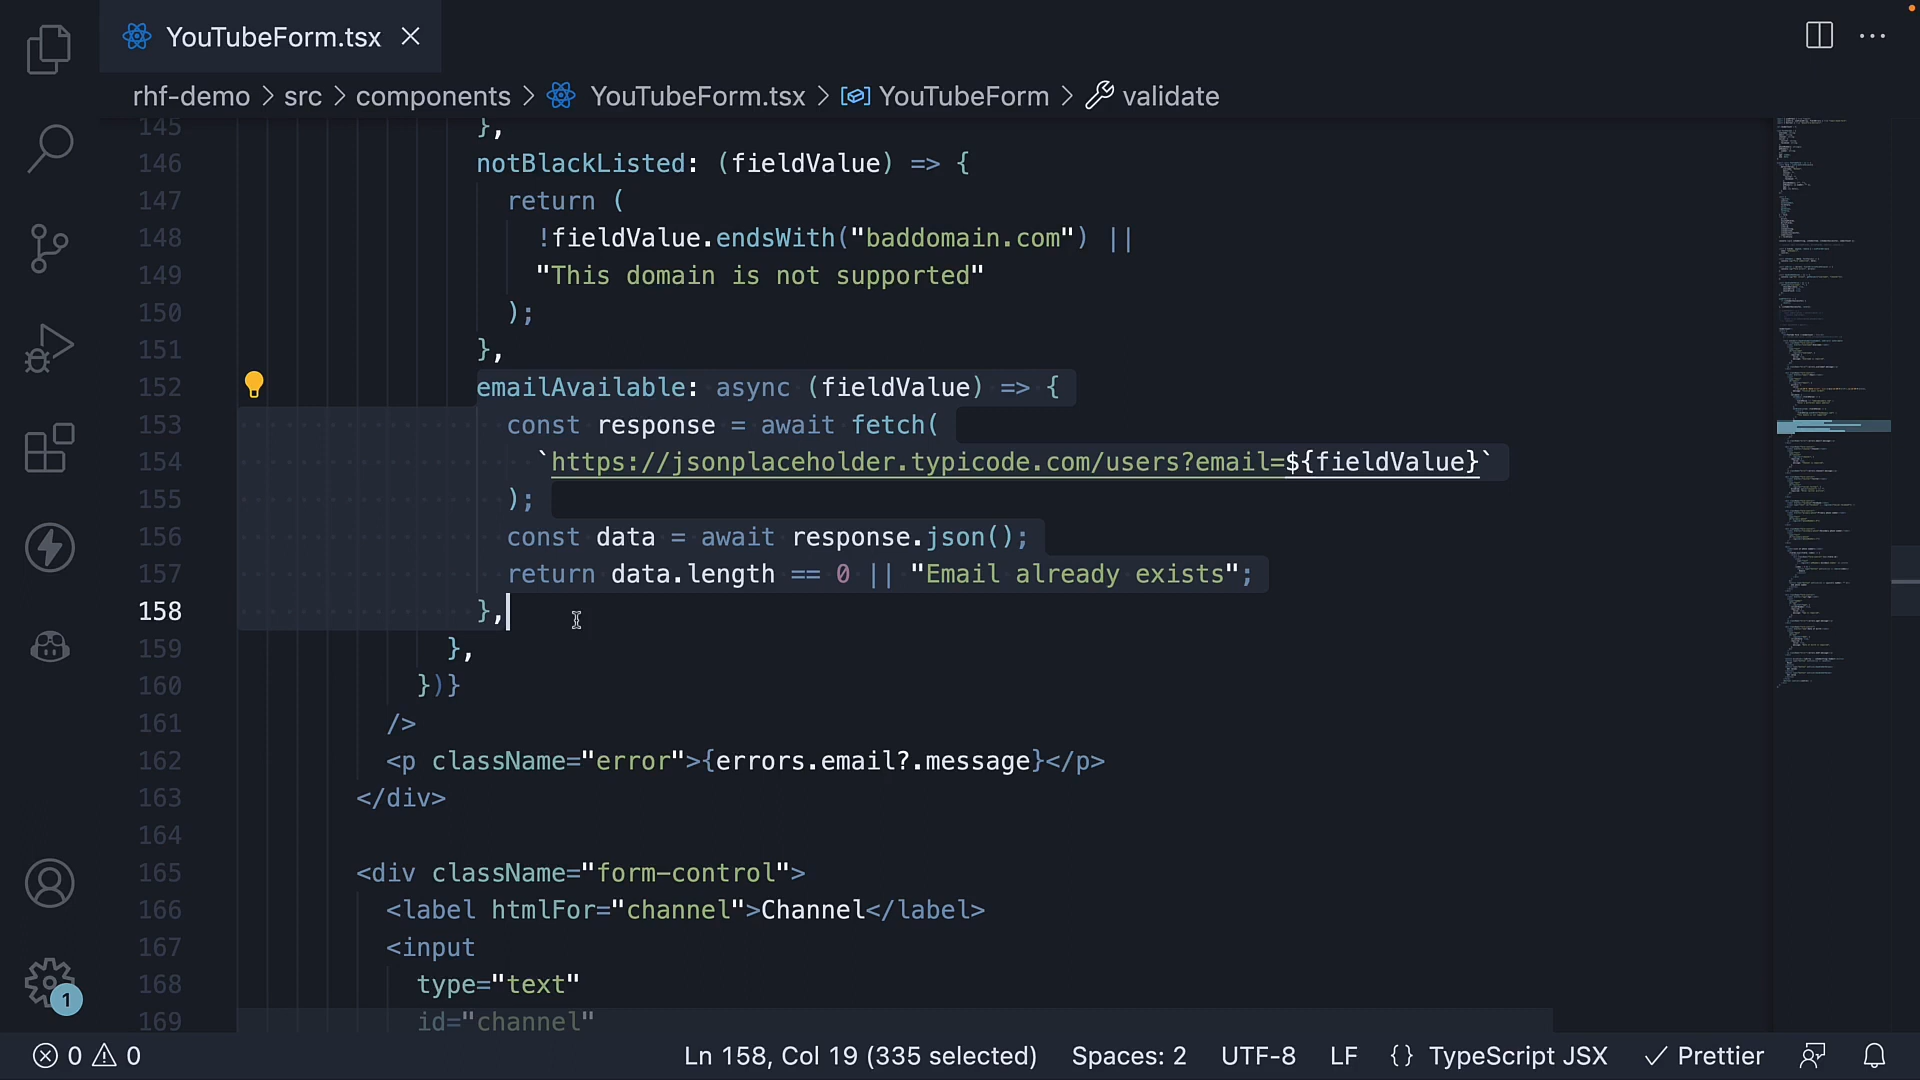 YouTubeForm.tsx
rhf-demo > src > components > YouTubeForm.tsx > YouTubeForm > validate
145 },
146 notBlackListed: (fieldValue) => {
147 return (
148 !fieldValue.endsWith("baddomain.com") ||
149 "This domain is not supported"
150 );
151 },
152 emailAvailable: async (fieldValue) => {
153 const response = await fetch(
154 `https://jsonplaceholder.typicode.com/users?email=${fieldValue}`
155 );
156 const data = await response.json();
157 return data.length == 0 || "Email already exists";
158 },
159 },
160 })}
161 />
162 <p className="error">{errors.email?.message}</p>
163 </div>
164
165 <div className="form-control">
166 <label htmlFor="channel">Channel</label>
167 <input
168 type="text"
169 id="channel"
1
0 0 Ln 158, Col 19 (335 selected) Spaces: 2 UTF-8 LF {} TypeScript JSX Prettier